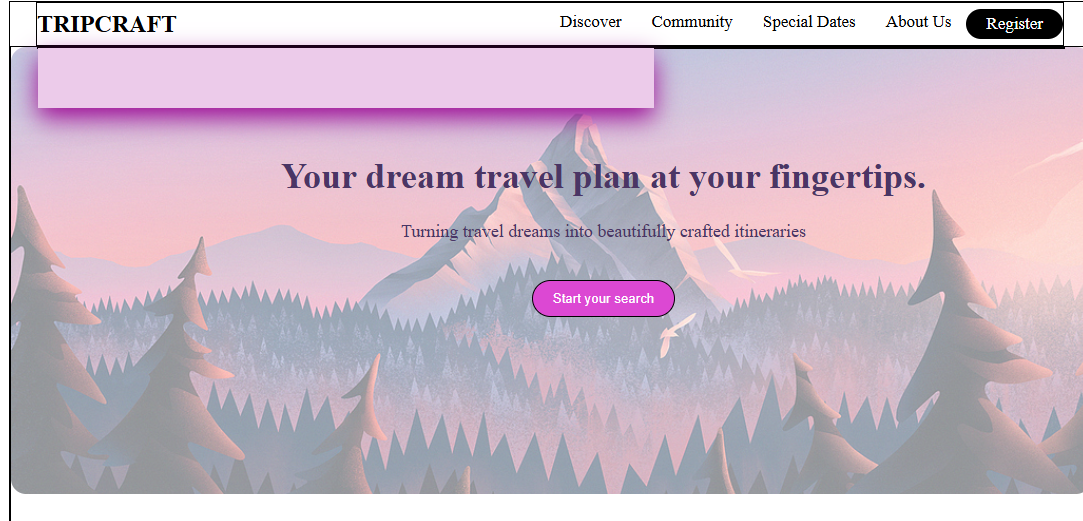 TRIPCRAFT
Discover
Community
Special Dates
About Us
Register
Your dream travel plan at your fingertips.
Turning travel dreams into beautifully crafted itineraries
Start your search